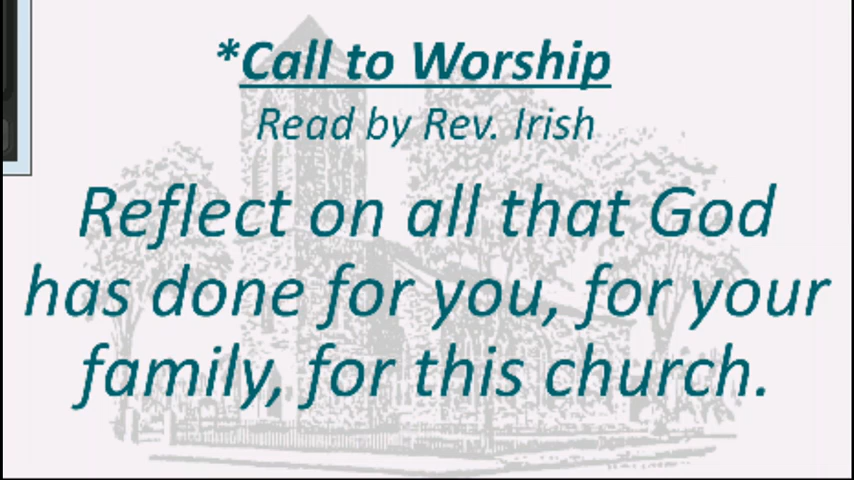 *Call to Worship
Read by Rev. Irish
Reflect on all that God
has done for you, for your
family, for this church.